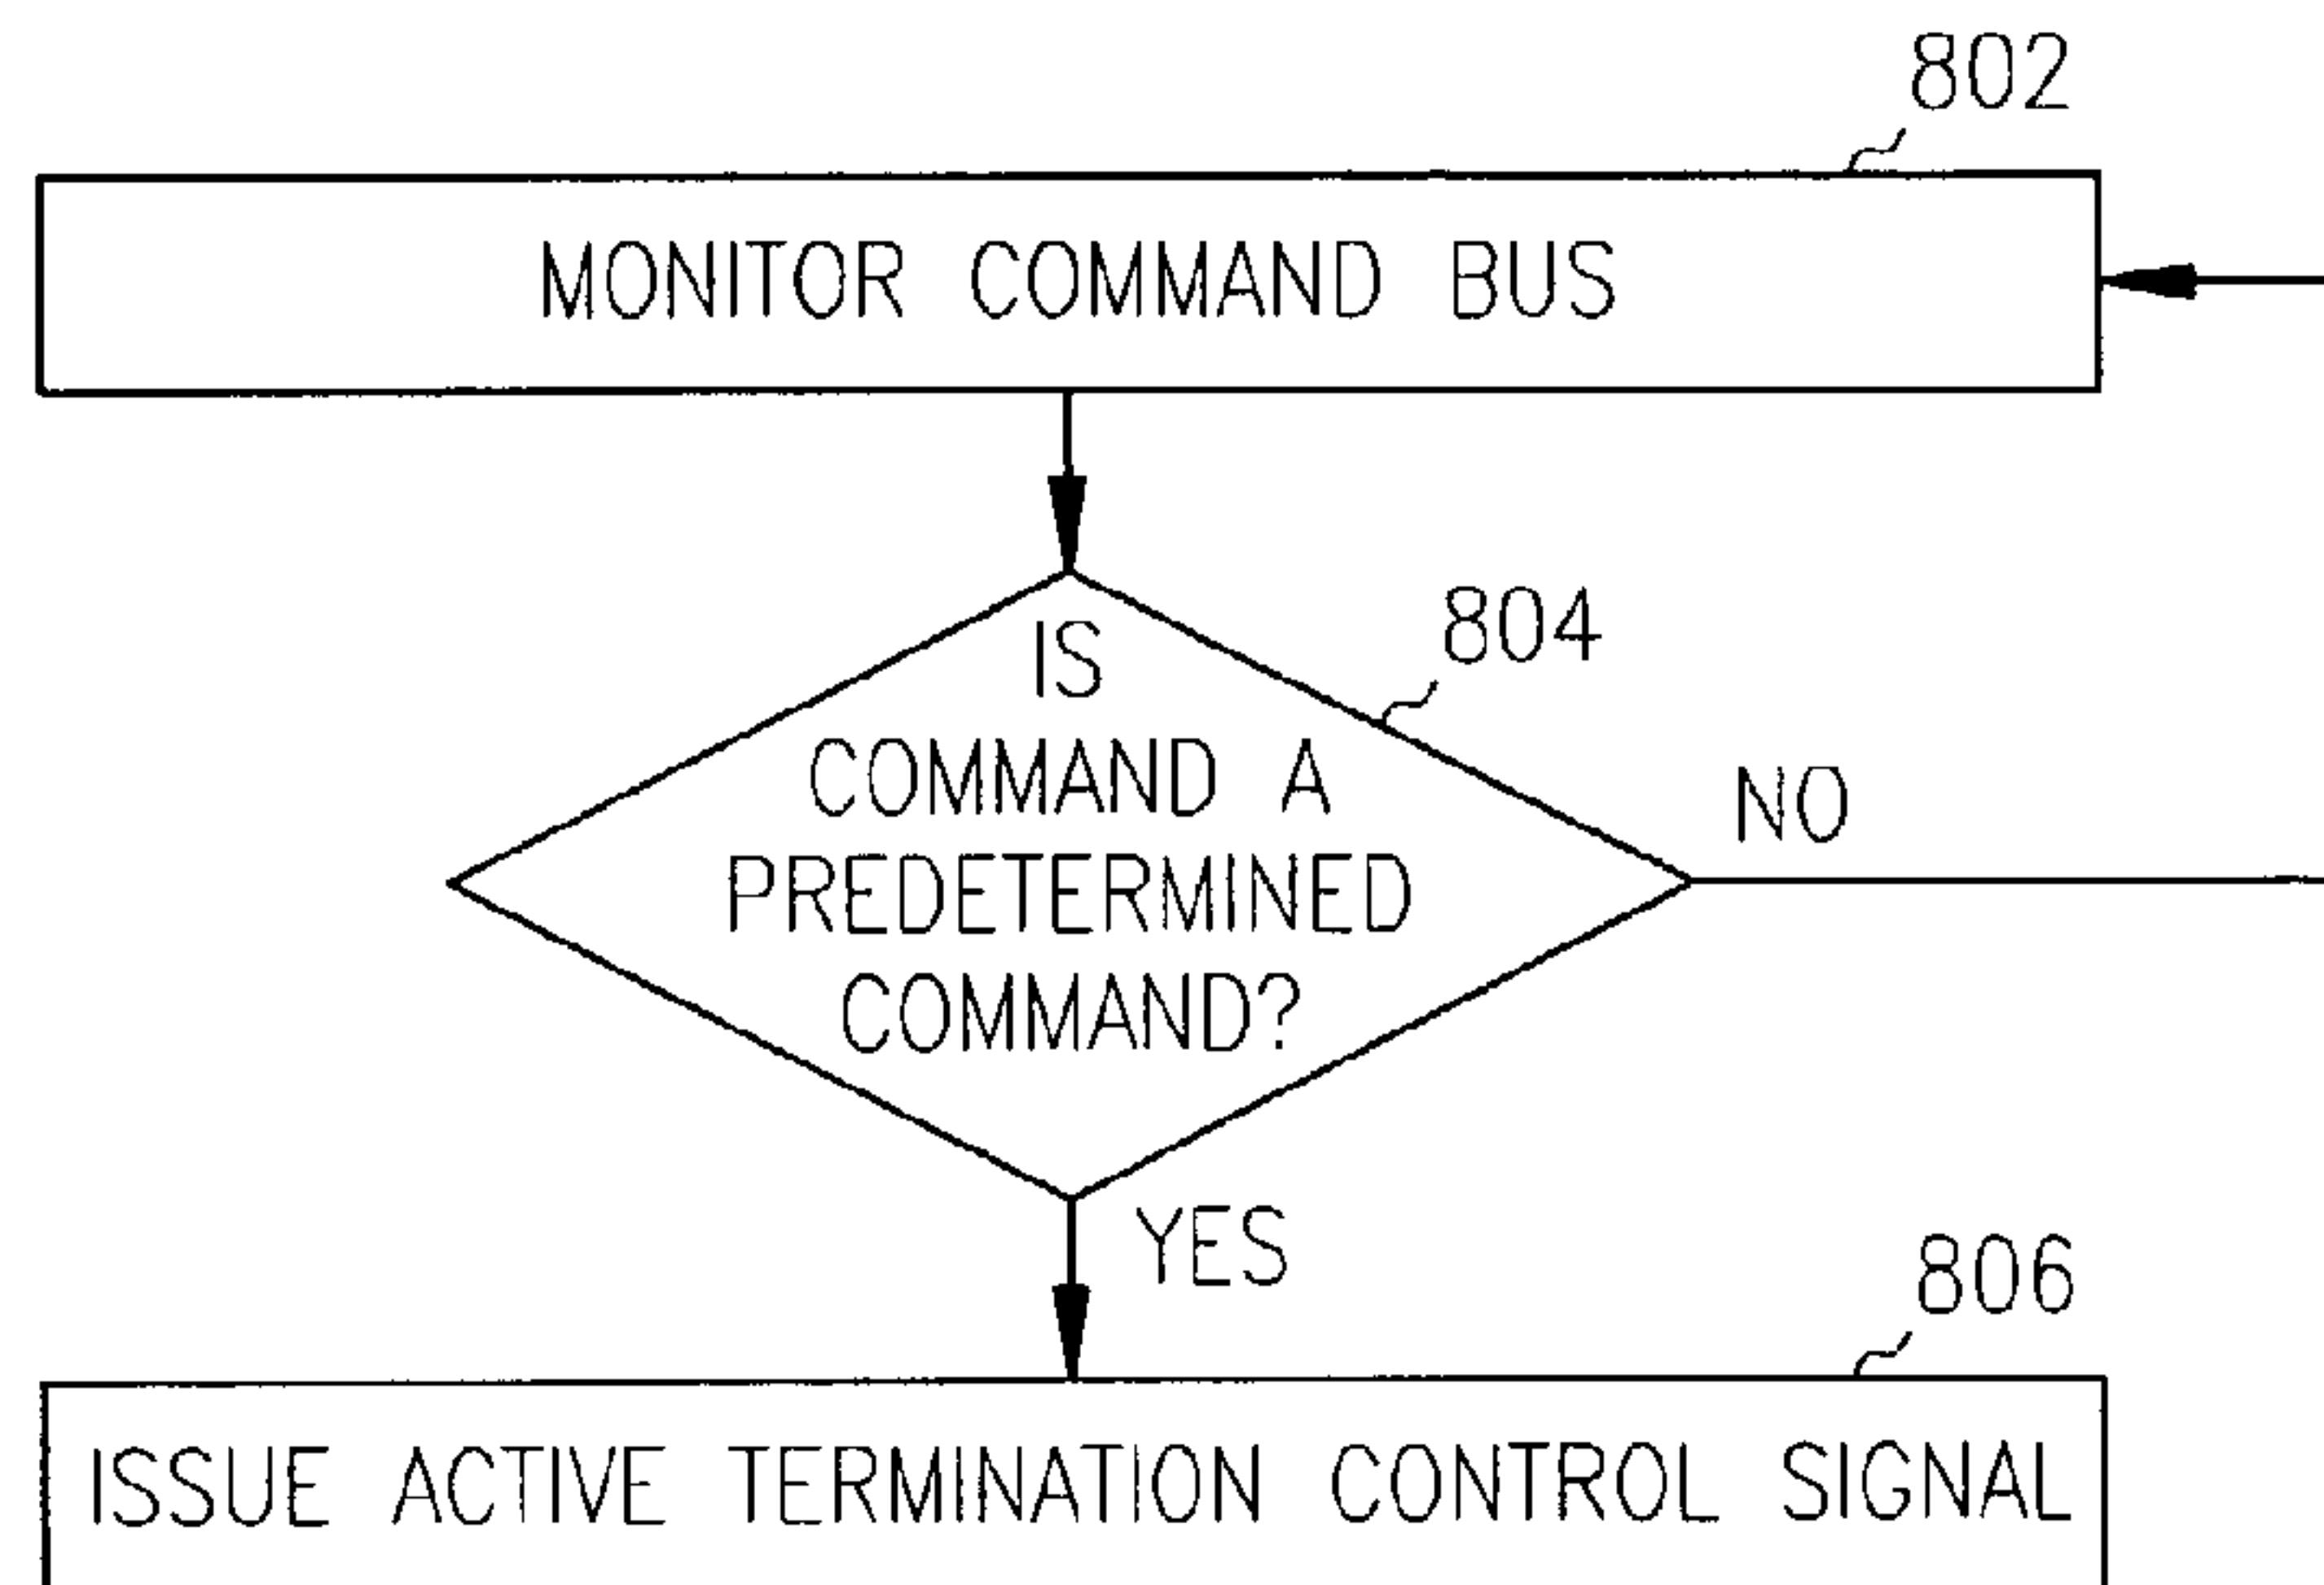 802
MONITOR COMMAND BUS
804
IS
COMMAND A
PREDETERMINED
COMMAND?
NO
YES
806
ISSUE ACTIVE TERMINATION CONTROL SIGNAL